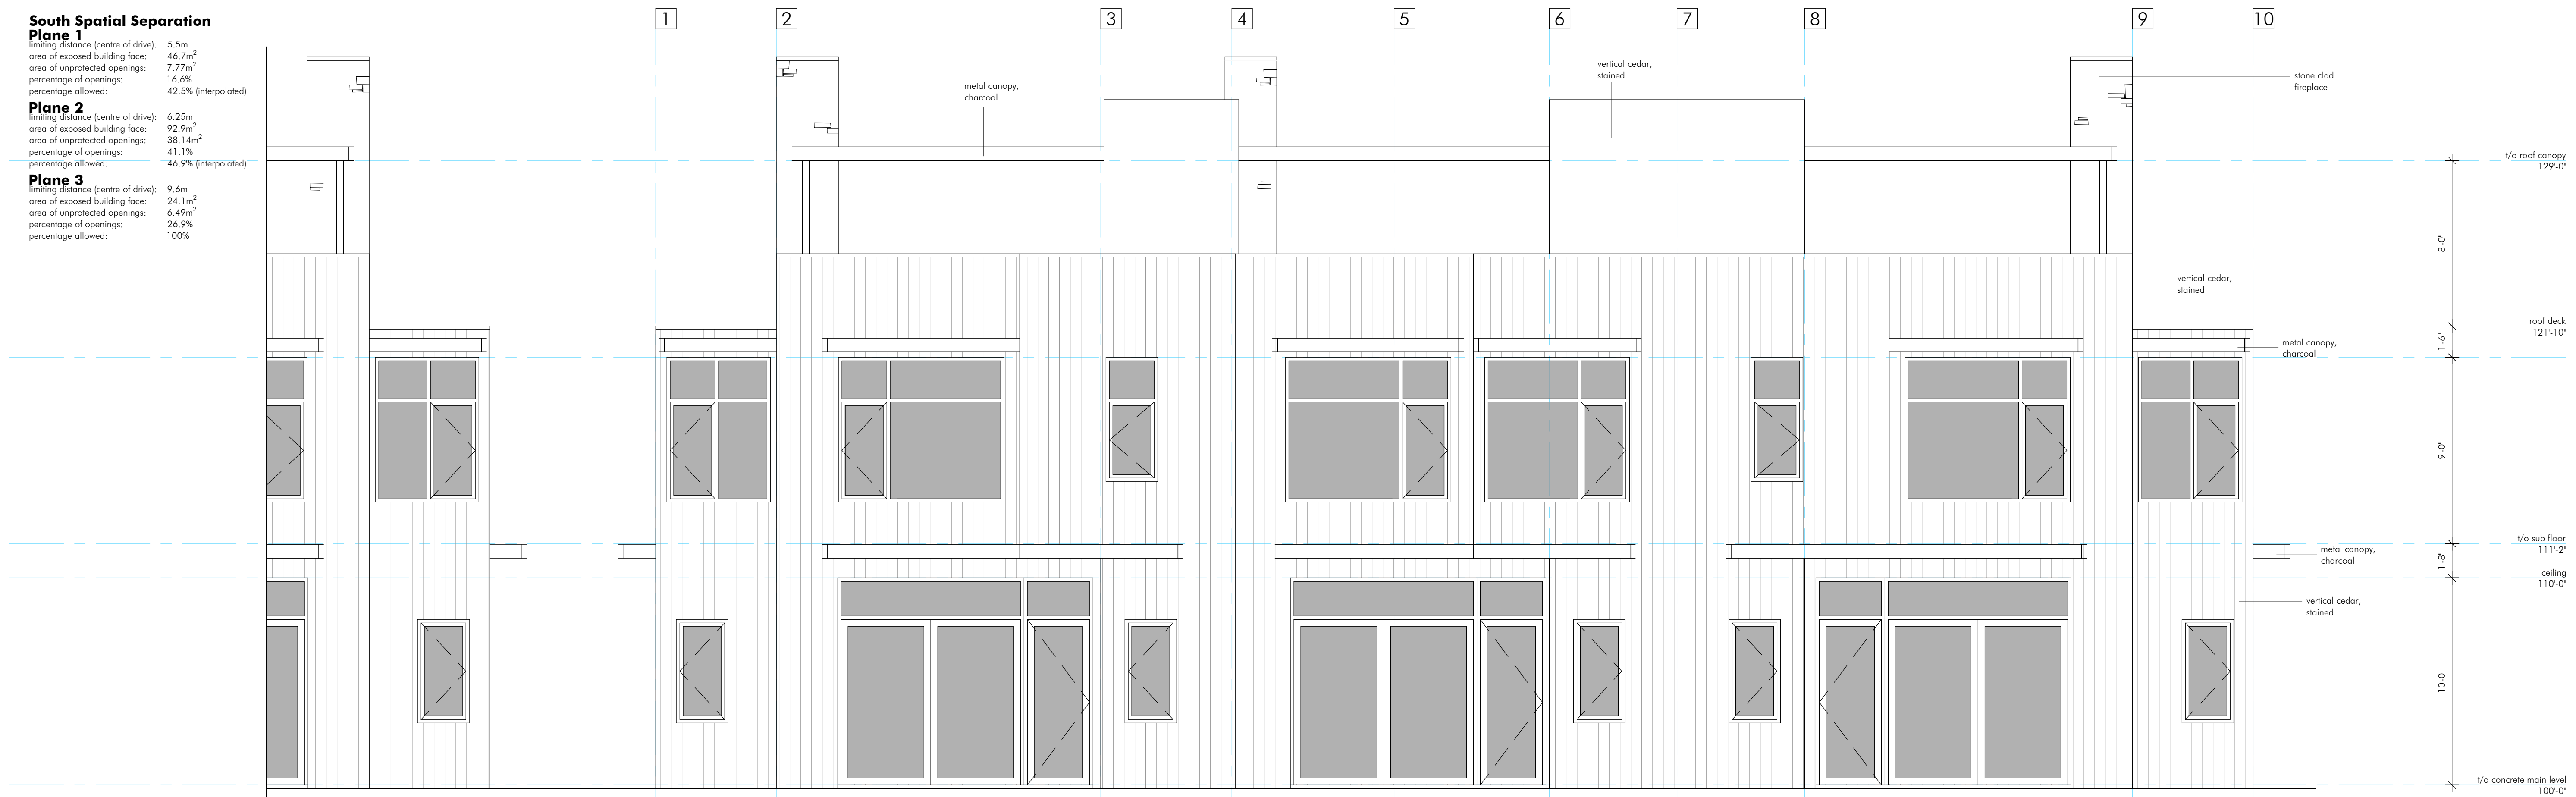 South Spatial Separation
Plane 1
limiting distance (centre of drive): 5.5m
area of exposed building face: 46.7m²
area of unprotected openings: 7.77m²
percentage of openings: 16.6%
percentage allowed: 42.5% (interpolated)
Plane 2
limiting distance (centre of drive): 6.25m
area of exposed building face: 92.9m²
area of unprotected openings: 38.14m²
percentage of openings: 41.1%
percentage allowed: 46.9% (interpolated)
Plane 3
limiting distance (centre of drive): 9.6m
area of exposed building face: 24.1m²
area of unprotected openings: 6.49m²
percentage of openings: 26.9%
percentage allowed: 100%
1
2
3
4
5
6
7
8
9
10
metal canopy,
charcoal
vertical cedar,
stained
stone clad
fireplace
t/o roof canopy
129'-0"
8'-0"
vertical cedar,
stained
roof deck
121'-10"
1'-6"
metal canopy,
charcoal
9'-0"
t/o sub floor
111'-2"
metal canopy,
charcoal
1'-8"
ceiling
110'-0"
vertical cedar,
stained
10'-0"
t/o concrete main level
100'-0"